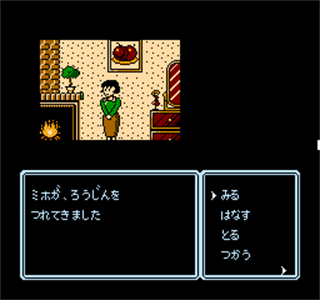 ミホが、ろうじんを
つれてきました
みる
はなす
とる
つかう